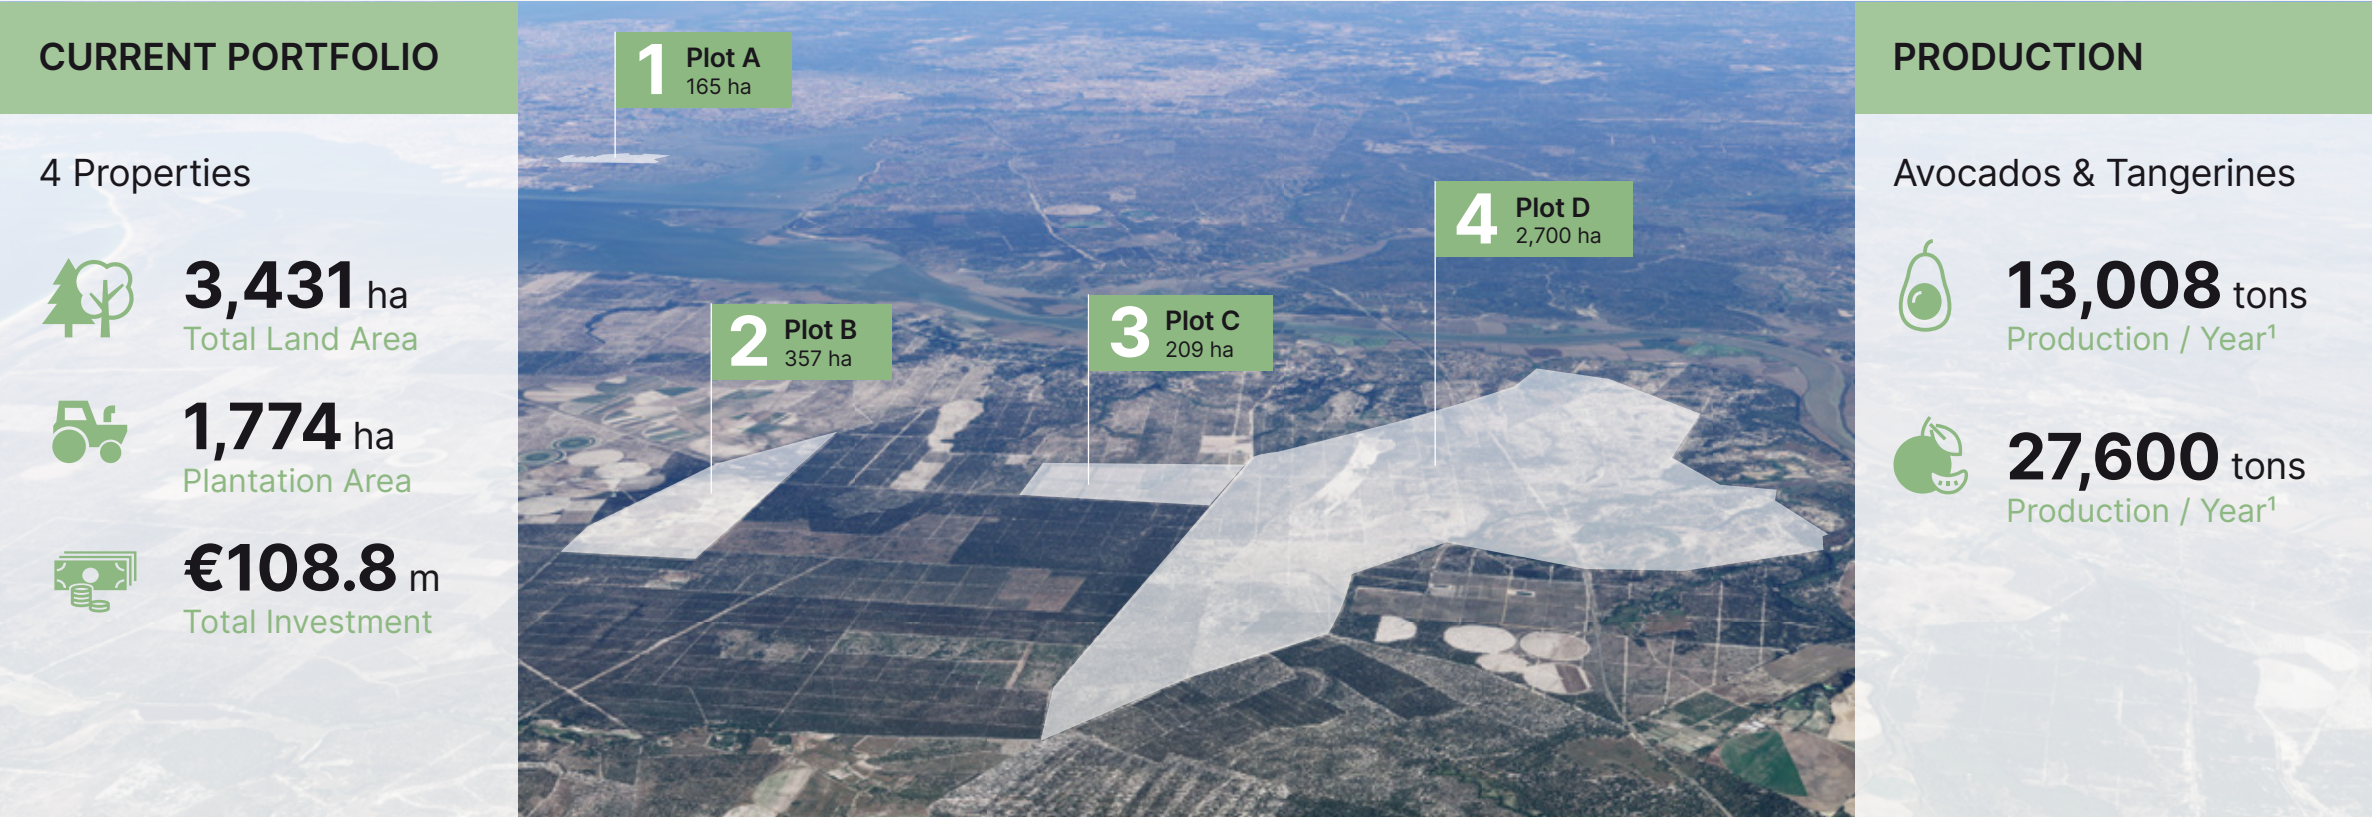 CURRENT PORTFOLIO
4 Properties
3,431 ha
Total Land Area
1,774 ha
Plantation Area
€108.8 m
Total Investment
1 Plot A
165 ha
2 Plot B
357 ha
3 Plot C
209 ha
4 Plot D
2,700 ha
PRODUCTION
Avocados & Tangerines
13,008 tons
Production / Year¹
27,600 tons
Production / Year¹